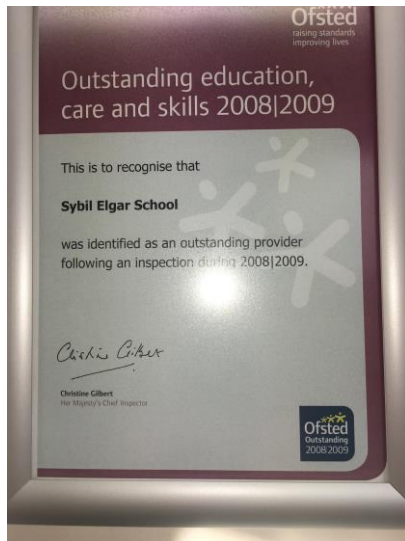 Ofsted
raising standards
improving lives
Outstanding education,
care and skills 2008|2009
This is to recognise that
Sybil Elgar School
was identified as an outstanding provider
following an inspection during 2008|2009.
Christine Gilbert
Christine Gilbert
Her Majesty's Chief Inspector
Ofsted
Outstanding
2008|2009